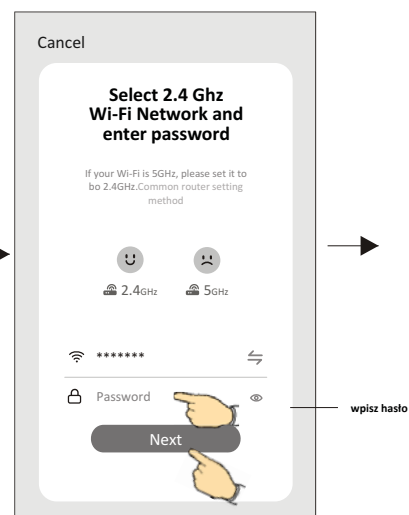 Cancel
Select 2.4 Ghz
Wi-Fi Network and
enter password
If your Wi-Fi is 5GHz, please set it to
bo 2.4GHz.Common router setting
method
2.4GHz 5GHz
*******
Password
wpisz hasło
Next